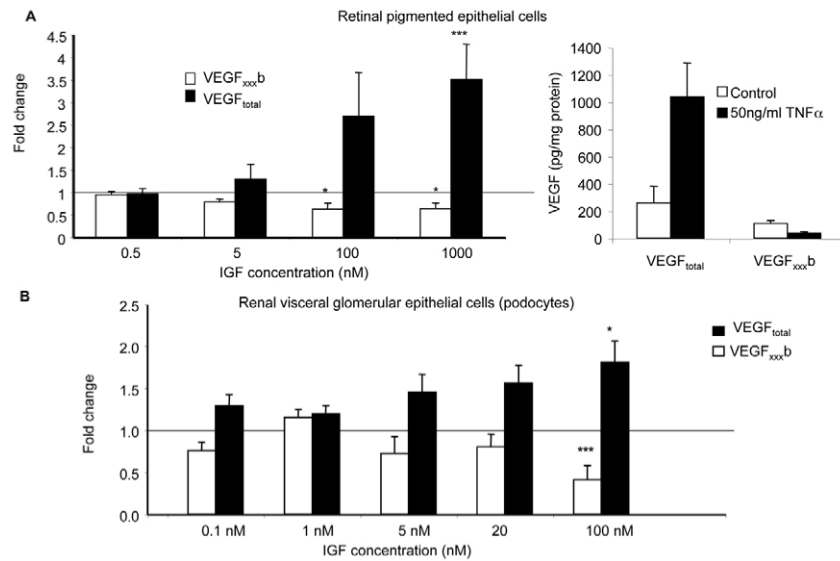 A
Retinal pigmented epithelial cells
Fold change
4.5
4
3.5
3
2.5
2
1.5
1
0.5
0
VEGFxxxb
VEGFtotal
*
*
***
0.5 5 100 1000
IGF concentration (nM)
VEGF (pg/mg protein)
1400
1200
1000
800
600
400
200
0
Control
50ng/ml TNFα
VEGFtotal VEGFxxxb
B
Renal visceral glomerular epithelial cells (podocytes)
Fold change
2.5
2.0
1.5
1.0
0.5
0.0
VEGFtotal
VEGFxxxb
*
***
0.1 nM 1 nM 5 nM 20 100 nM
IGF concentration (nM)